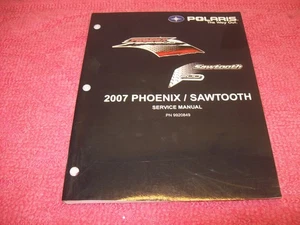 POLARIS
The Way Out.
Sawtooth
2007 PHOENIX / SAWTOOTH
SERVICE MANUAL
PN 9920849